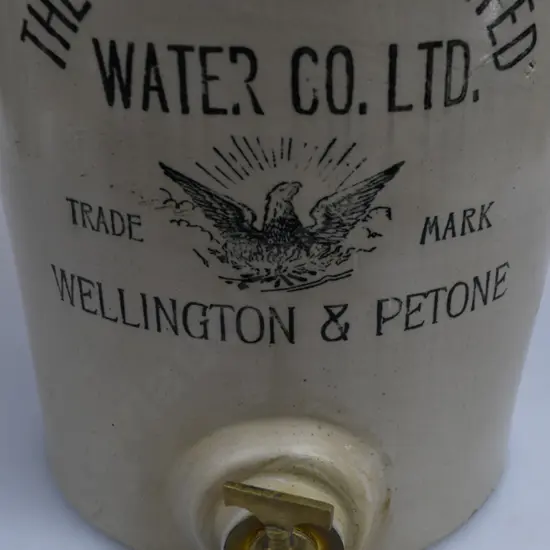 THE
WATER CO. LTD.
TRADE MARK
WELLINGTON & PETONE